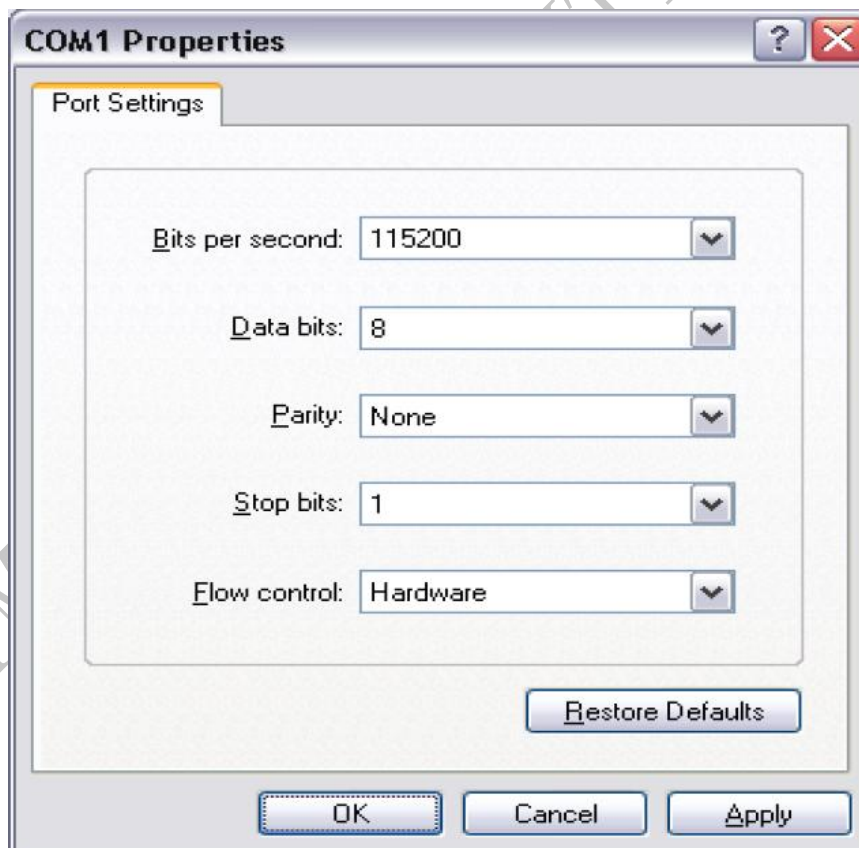 COM1 Properties
Port Settings
Bits per second: 115200
Data bits: 8
Parity: None
Stop bits: 1
Flow control: Hardware
Restore Defaults
OK Cancel Apply